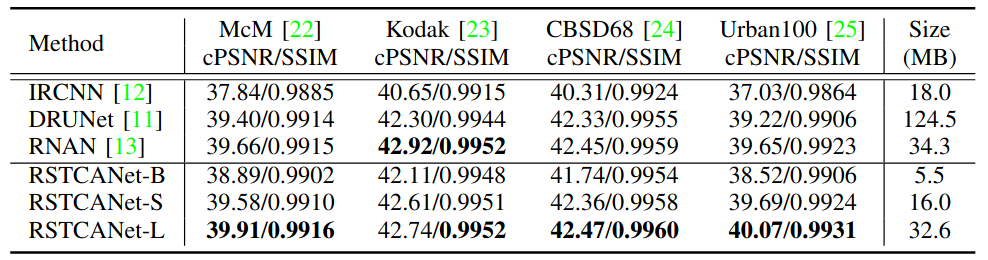 Method McM [22] Kodak [23] CBSD68 [24] Urban100 [25] Size
cPSNR/SSIM cPSNR/SSIM cPSNR/SSIM cPSNR/SSIM (MB)
IRCNN [12] 37.84/0.9885 40.65/0.9915 40.31/0.9924 37.03/0.9864 18.0
DRUNet [11] 39.40/0.9914 42.30/0.9944 42.33/0.9955 39.22/0.9906 124.5
RNAN [13] 39.66/0.9915 42.92/0.9952 42.45/0.9959 39.65/0.9923 34.3
RSTCANet-B 38.89/0.9902 42.11/0.9948 41.74/0.9954 38.52/0.9906 5.5
RSTCANet-S 39.58/0.9910 42.61/0.9951 42.36/0.9958 39.69/0.9924 16.0
RSTCANet-L 39.91/0.9916 42.74/0.9952 42.47/0.9960 40.07/0.9931 32.6